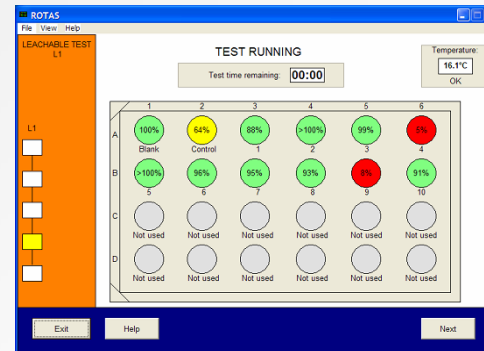 ROTAS
File View Help
LEACHABLE TEST
L1
TEST RUNNING
Temperature:
16.1°C
OK
Test time remaining: 00:00
1 2 3 4 5 6
A 100% 64% 88% >100% 99%
Blank Control 1 2 3 4
L1
B >100% 96% 95% 93% 91%
5 6 7 8 9 10
C
Not used Not used Not used Not used Not used Not used
D
Not used Not used Not used Not used Not used Not used
Exit Help Next